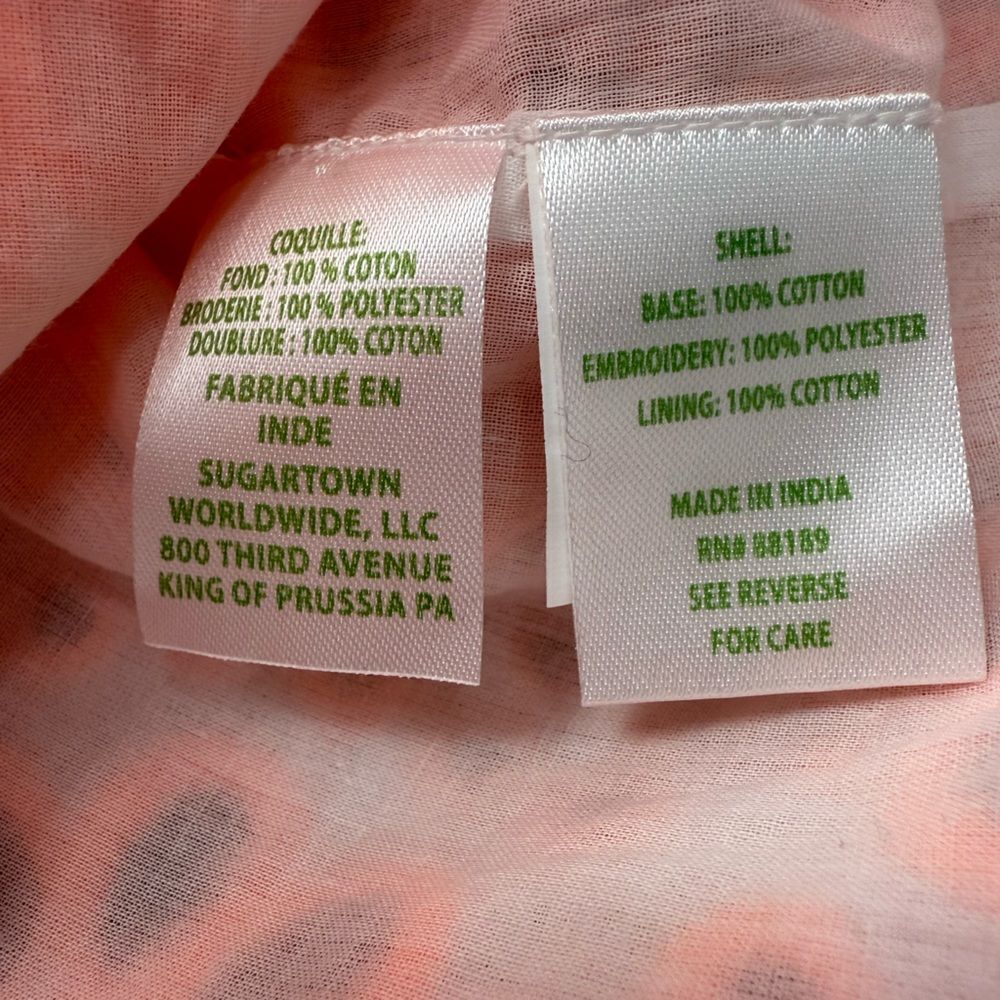 COQUILLE:
FOND: 100 % COTON
BRODERIE: 100 % POLYESTER
DOUBLURE: 100% COTON
FABRIQUÉ EN
INDE
SUGARTOWN
WORLDWIDE, LLC
800 THIRD AVENUE
KING OF PRUSSIA PA
SHELL:
BASE: 100% COTTON
EMBROIDERY: 100% POLYESTER
LINING: 100% COTTON
MADE IN INDIA
RN# 88189
SEE REVERSE
FOR CARE